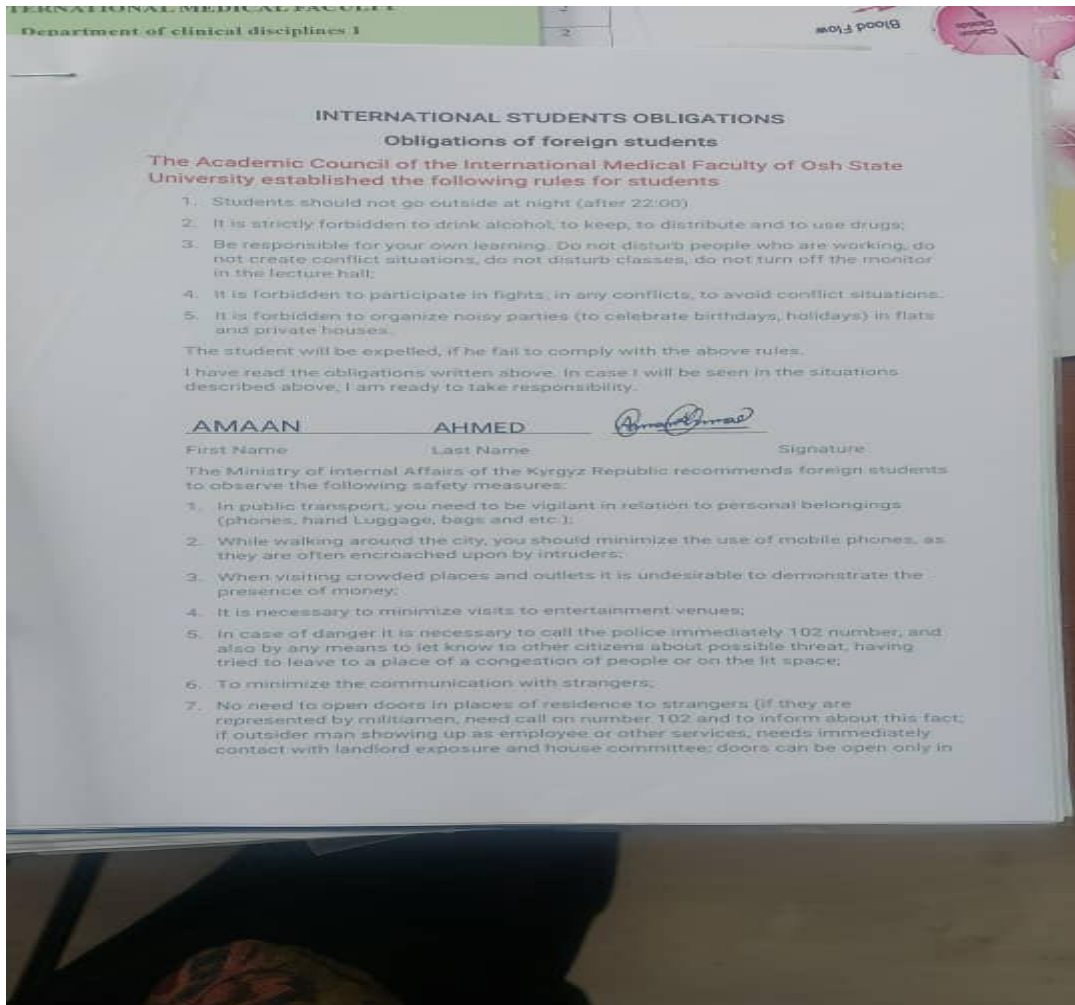 TERNATIONAL MEDICAL FACULTY
Department of clinical disciplines I
2
Blood Flow
Carbon Dioxide
INTERNATIONAL STUDENTS OBLIGATIONS
Obligations of foreign students
The Academic Council of the International Medical Faculty of Osh State
University established the following rules for students
1. Students should not go outside at night (after 22:00)
2. It is strictly forbidden to drink alcohol, to keep, to distribute and to use drugs;
3. Be responsible for your own learning. Do not disturb people who are working, do
not create conflict situations, do not disturb classes, do not turn off the monitor
in the lecture hall;
4. It is forbidden to participate in fights, in any conflicts, to avoid conflict situations.
5. It is forbidden to organize noisy parties (to celebrate birthdays, holidays) in flats
and private houses.
The student will be expelled, if he fail to comply with the above rules.
I have read the obligations written above. In case I will be seen in the situations
described above, I am ready to take responsibility.
AMAAN AHMED
First Name Last Name Signature
The Ministry of internal Affairs of the Kyrgyz Republic recommends foreign students
to observe the following safety measures:
1. In public transport, you need to be vigilant in relation to personal belongings
(phones, hand Luggage, bags and etc.);
2. While walking around the city, you should minimize the use of mobile phones, as
they are often encroached upon by intruders;
3. When visiting crowded places and outlets it is undesirable to demonstrate the
presence of money;
4. It is necessary to minimize visits to entertainment venues;
5. In case of danger it is necessary to call the police immediately 102 number, and
also by any means to let know to other citizens about possible threat, having
tried to leave to a place of a congestion of people or on the lit space;
6. To minimize the communication with strangers;
7. No need to open doors in places of residence to strangers (if they are
represented by militiamen, need call on number 102 and to inform about this fact;
if outsider man showing up as employee or other services, needs immediately
contact with landlord exposure and house committee; doors can be open only in